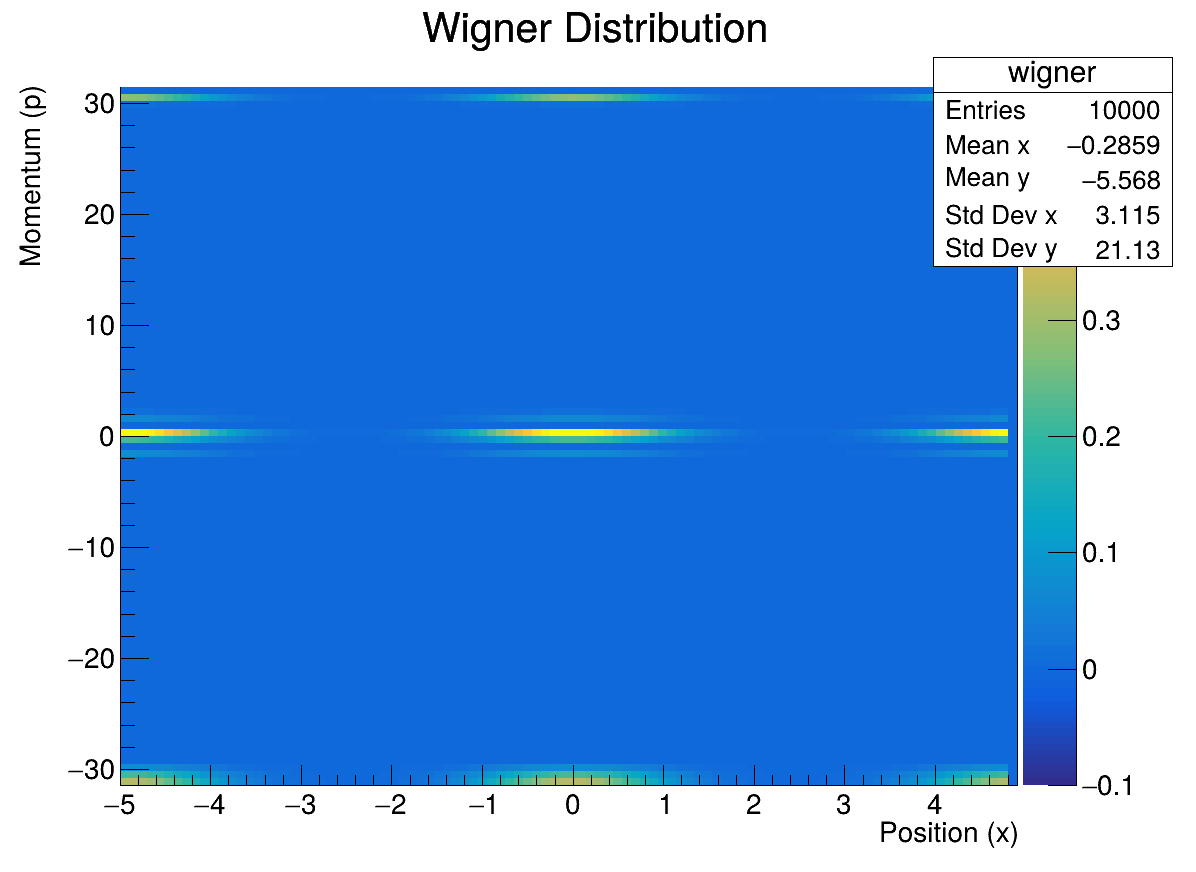 Wigner Distribution
wigner
Entries 10000
Mean x −0.2859
Mean y −5.568
Std Dev x 3.115
Std Dev y 21.13
Momentum (p)
30
20
10
0
−10
−20
−30
−5 −4 −3 −2 −1 0 1 2 3 4
Position (x)
0.3
0.2
0.1
0
−0.1